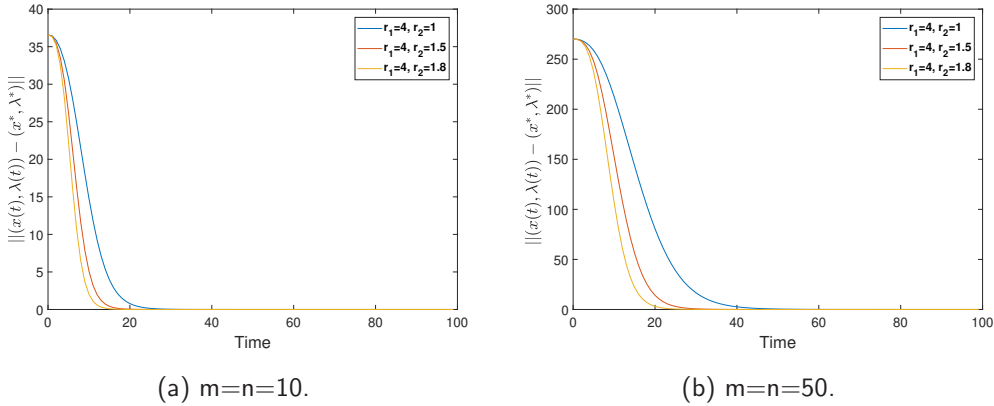 40
35
30
25
20
15
10
5
0
||(x(t), λ(t)) − (x*, λ*)||
r₁=4, r₂=1
r₁=4, r₂=1.5
r₁=4, r₂=1.8
0 20 40 60 80 100
Time
(a) m=n=10.
300
250
200
150
100
50
0
||(x(t), λ(t)) − (x*, λ*)||
r₁=4, r₂=1
r₁=4, r₂=1.5
r₁=4, r₂=1.8
0 20 40 60 80 100
Time
(b) m=n=50.